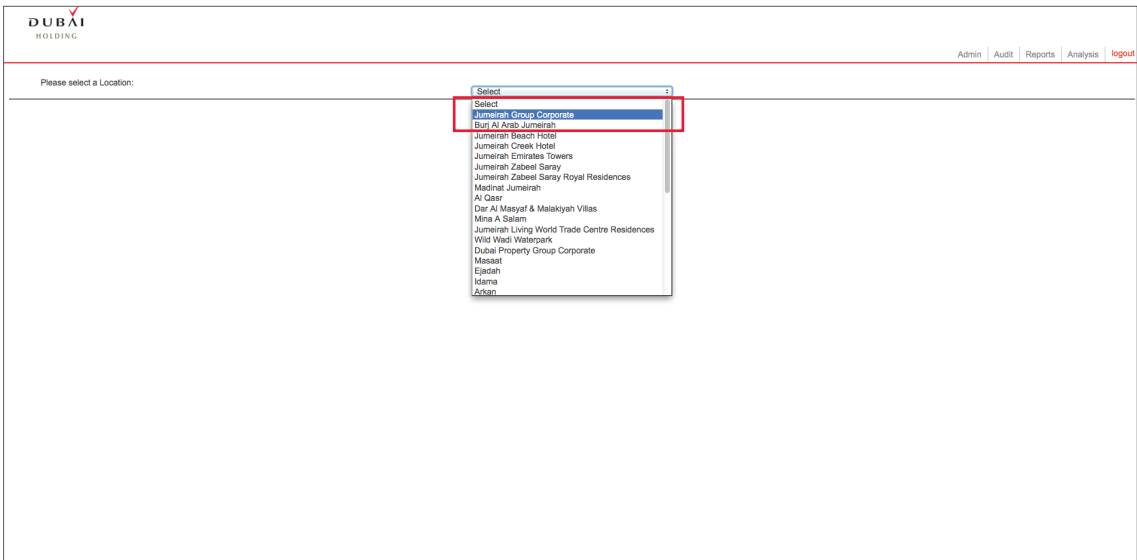 DUBAI
HOLDING
Admin Audit Reports Analysis logout
Please select a Location:
Select
Select
Jumeirah Group Corporate
Burj Al Arab Jumeirah
Jumeirah Beach Hotel
Jumeirah Creek Hotel
Jumeirah Emirates Towers
Jumeirah Zabeel Saray
Jumeirah Zabeel Saray Royal Residences
Madinat Jumeirah
Al Qasr
Dar Al Masyaf & Malakiyah Villas
Mina A Salam
Jumeirah Living World Trade Centre Residences
Wild Wadi Waterpark
Dubai Property Group Corporate
Masaat
Ejadah
Idama
Arkan